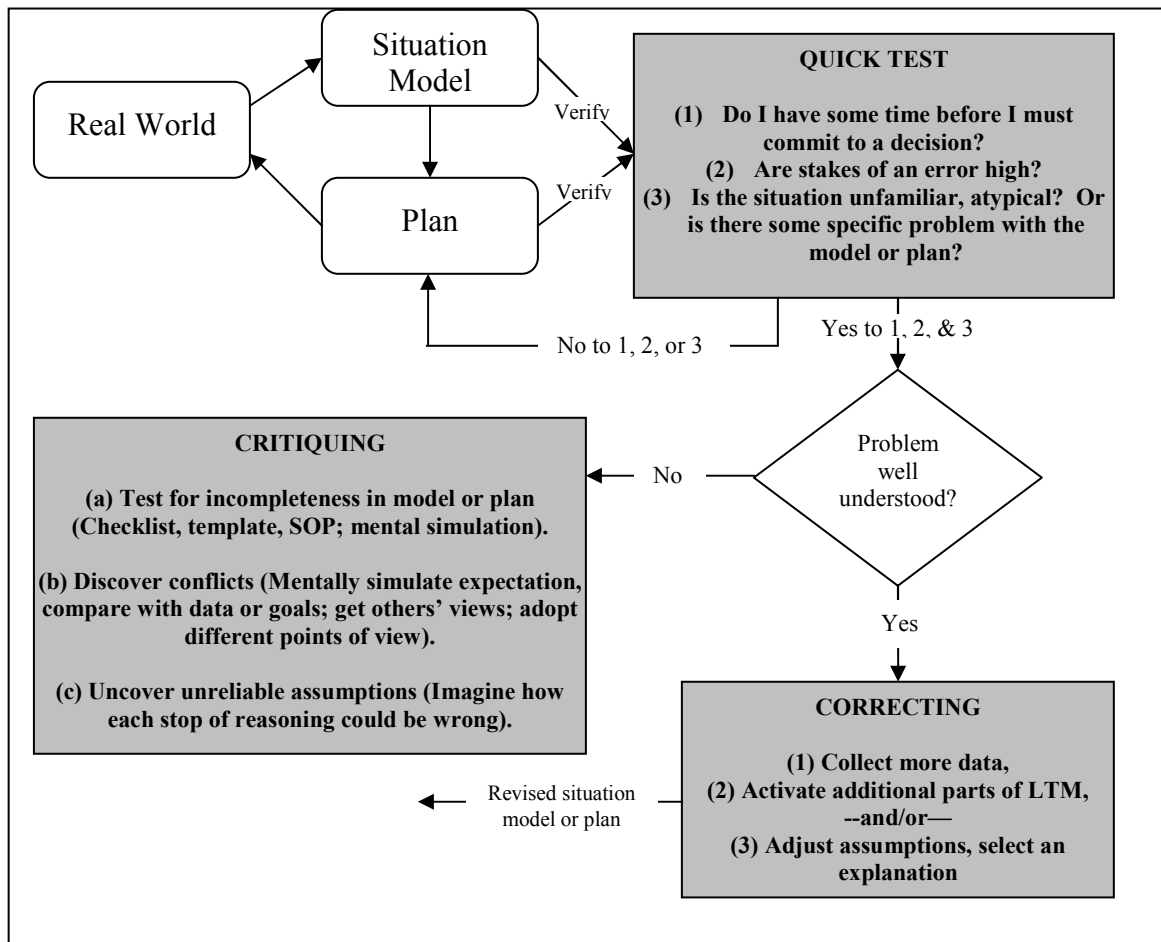 Situation
Model
Real World
Plan
Verify
Verify
QUICK TEST
(1) Do I have some time before I must
commit to a decision?
(2) Are stakes of an error high?
(3) Is the situation unfamiliar, atypical? Or
is there some specific problem with the
model or plan?
No to 1, 2, or 3
Yes to 1, 2, & 3
Problem
well
understood?
No
Yes
CRITIQUING
(a) Test for incompleteness in model or plan
(Checklist, template, SOP; mental simulation).
(b) Discover conflicts (Mentally simulate expectation,
compare with data or goals; get others’ views; adopt
different points of view).
(c) Uncover unreliable assumptions (Imagine how
each stop of reasoning could be wrong).
CORRECTING
(1) Collect more data,
(2) Activate additional parts of LTM,
--and/or—
(3) Adjust assumptions, select an
explanation
Revised situation
model or plan